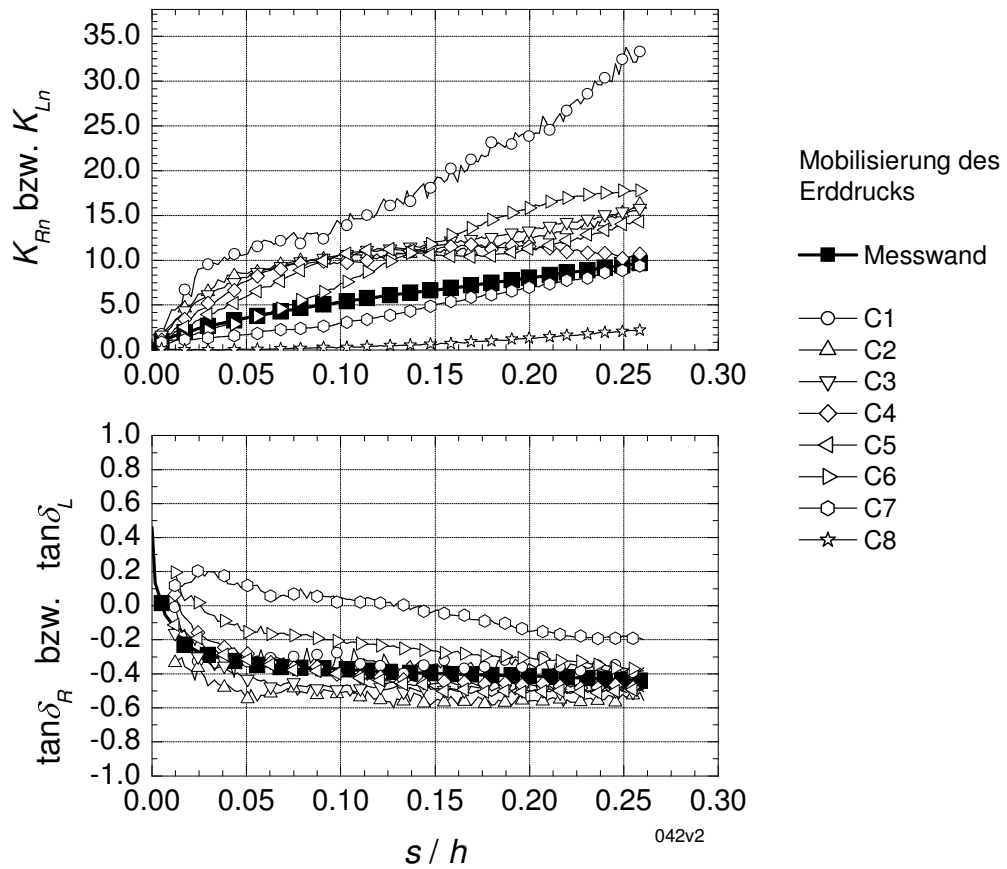 35.0
30.0
25.0
20.0
15.0
10.0
5.0
0.0
K_Rn bzw. K_Ln
0.00 0.05 0.10 0.15 0.20 0.25 0.30
Mobilisierung des
Erddrucks
Messwand
C1
C2
C3
C4
C5
C6
C7
C8
1.0
0.8
0.6
0.4
0.2
0.0
-0.2
-0.4
-0.6
-0.8
-1.0
tanδ_R bzw. tanδ_L
0.00 0.05 0.10 0.15 0.20 0.25 0.30
s / h
042v2